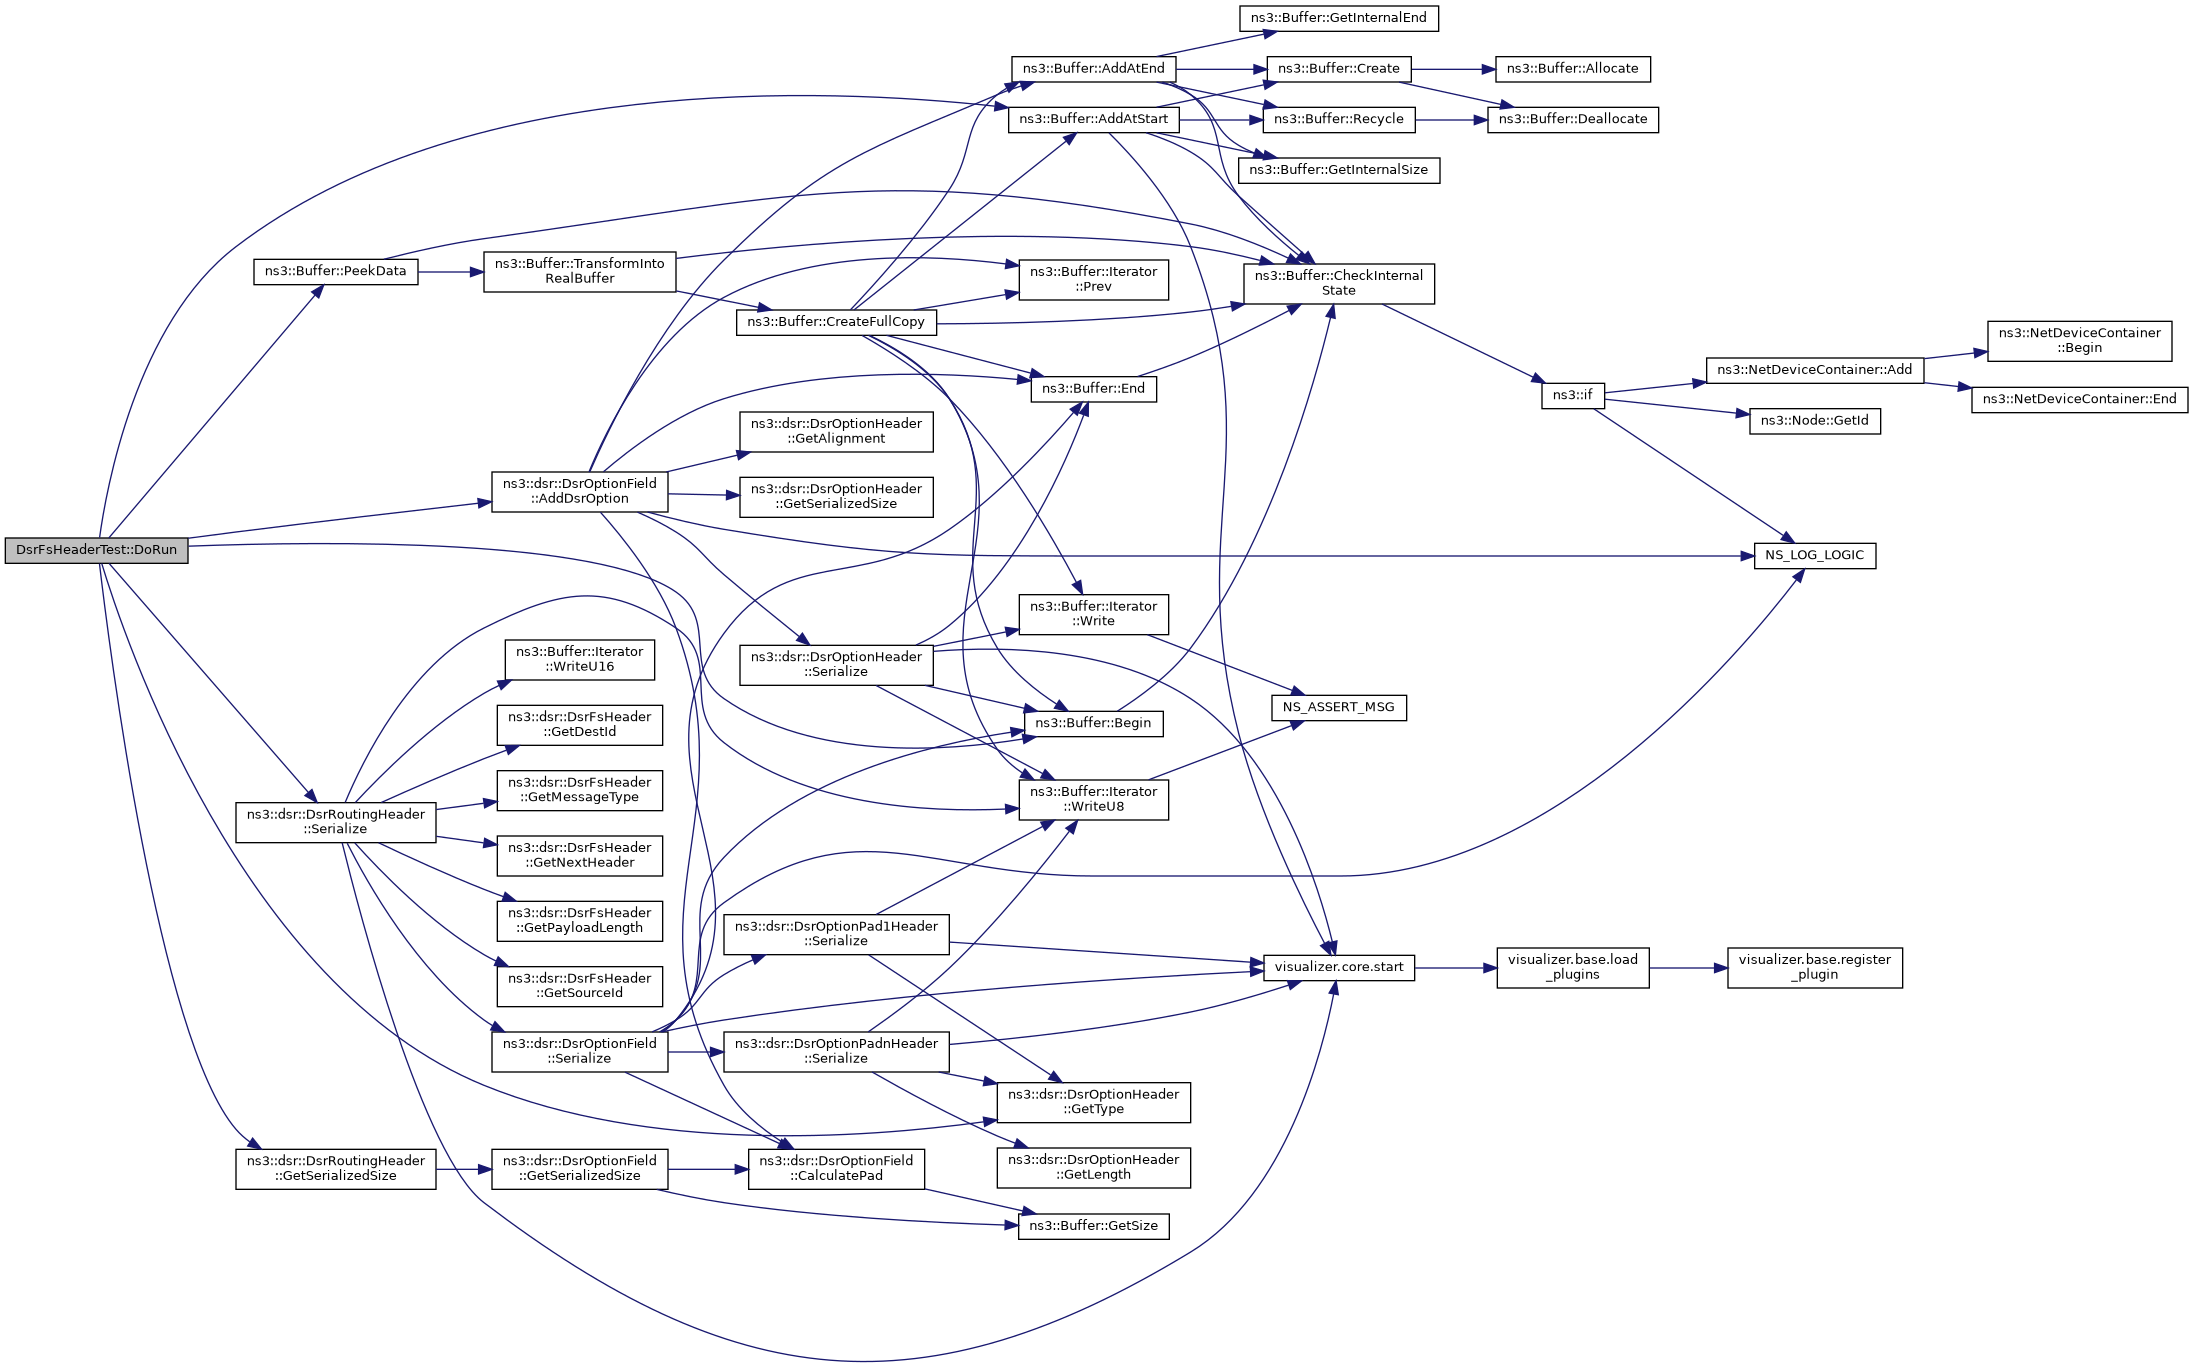 DsrFsHeaderTest::DoRun
ns3::Buffer::PeekData
ns3::dsr::DsrRoutingHeader
::Serialize
ns3::dsr::DsrRoutingHeader
::GetSerializedSize
ns3::Buffer::TransformInto
RealBuffer
ns3::dsr::DsrOptionField
::AddDsrOption
ns3::Buffer::Iterator
::WriteU16
ns3::dsr::DsrFsHeader
::GetDestId
ns3::dsr::DsrFsHeader
::GetMessageType
ns3::dsr::DsrFsHeader
::GetNextHeader
ns3::dsr::DsrFsHeader
::GetPayloadLength
ns3::dsr::DsrFsHeader
::GetSourceId
ns3::dsr::DsrOptionField
::Serialize
ns3::dsr::DsrOptionField
::GetSerializedSize
ns3::Buffer::CreateFullCopy
ns3::dsr::DsrOptionHeader
::GetAlignment
ns3::dsr::DsrOptionHeader
::GetSerializedSize
ns3::dsr::DsrOptionHeader
::Serialize
ns3::dsr::DsrOptionPad1Header
::Serialize
ns3::dsr::DsrOptionPadnHeader
::Serialize
ns3::dsr::DsrOptionField
::CalculatePad
ns3::Buffer::AddAtEnd
ns3::Buffer::AddAtStart
ns3::Buffer::Iterator
::Prev
ns3::Buffer::End
ns3::Buffer::Iterator
::Write
ns3::Buffer::Begin
ns3::Buffer::Iterator
::WriteU8
ns3::dsr::DsrOptionHeader
::GetType
ns3::dsr::DsrOptionHeader
::GetLength
ns3::Buffer::GetSize
ns3::Buffer::GetInternalEnd
ns3::Buffer::Create
ns3::Buffer::Recycle
ns3::Buffer::GetInternalSize
ns3::Buffer::CheckInternal
State
NS_ASSERT_MSG
visualizer.core.start
ns3::Buffer::Allocate
ns3::Buffer::Deallocate
ns3::if
visualizer.base.load
_plugins
ns3::NetDeviceContainer::Add
ns3::Node::GetId
NS_LOG_LOGIC
visualizer.base.register
_plugin
ns3::NetDeviceContainer
::Begin
ns3::NetDeviceContainer::End